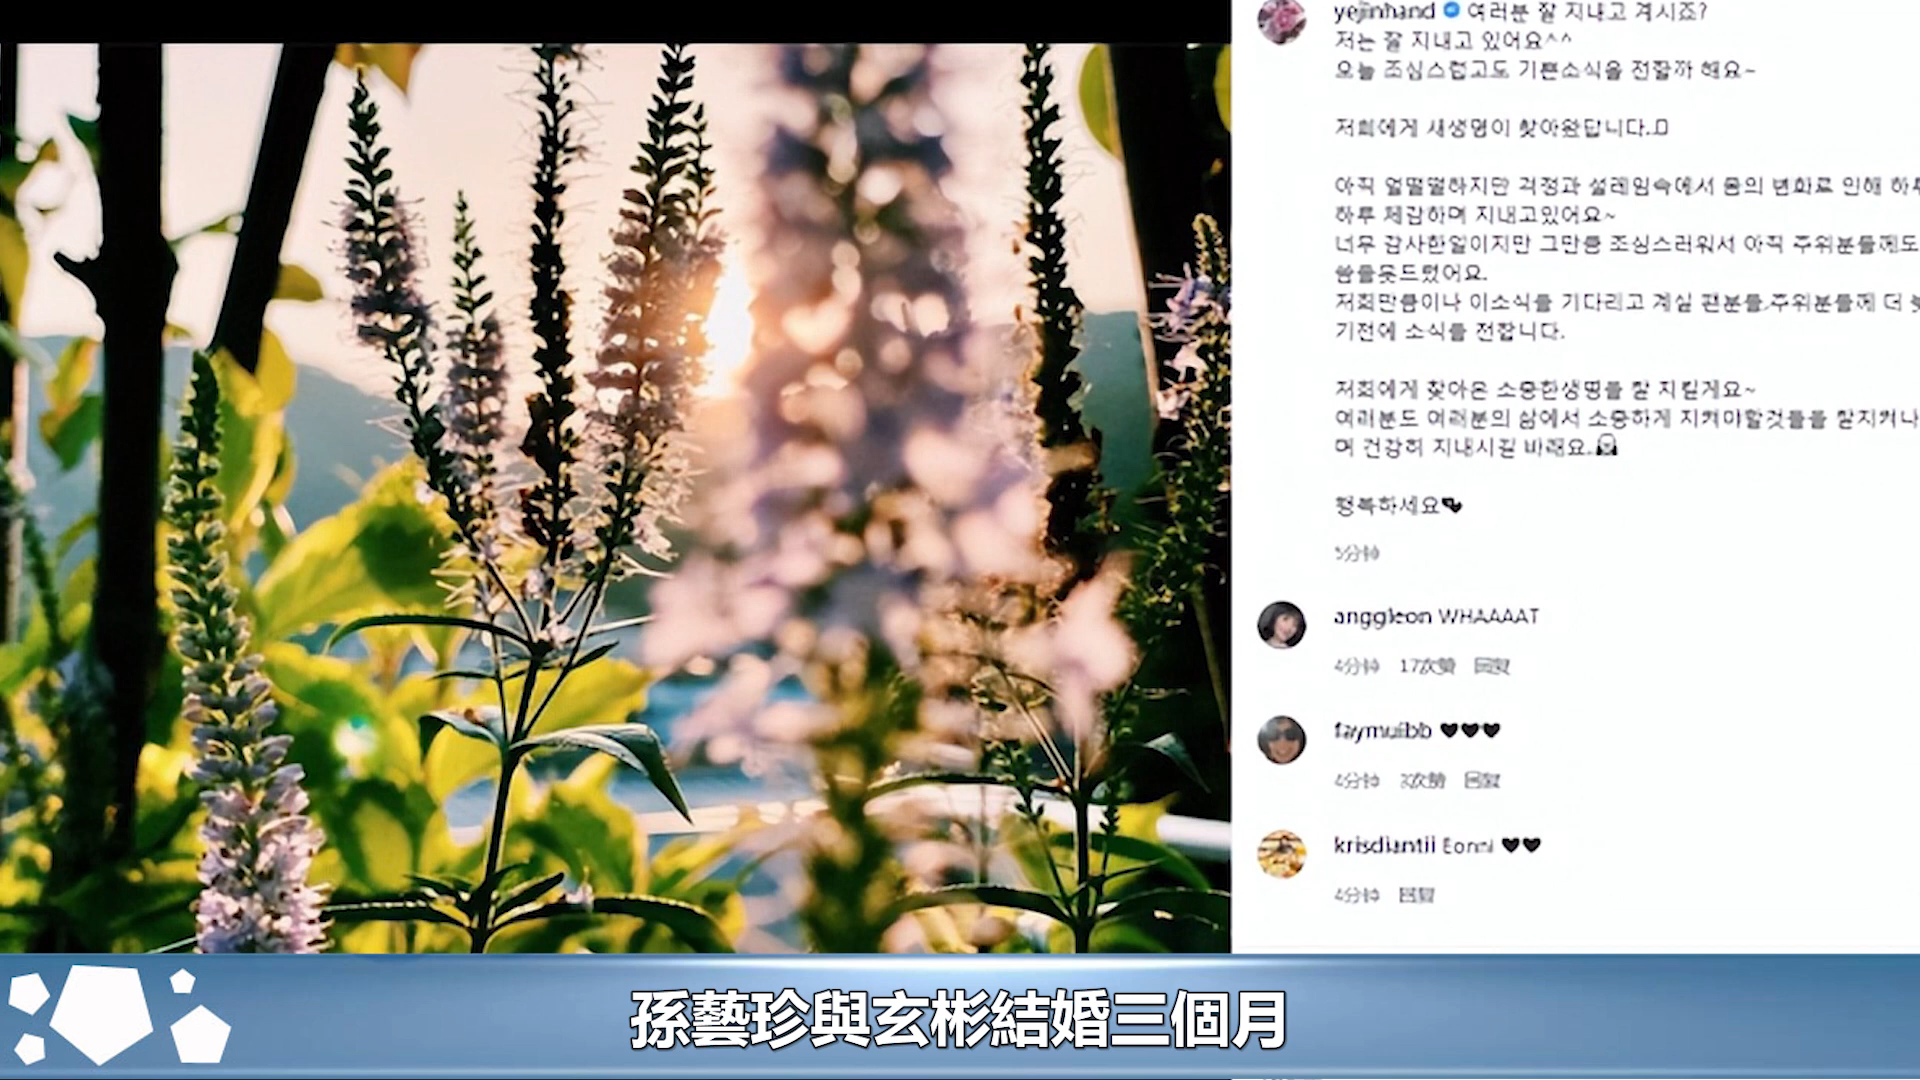 yejinhand 여러분 잘 지내고 계시죠?
저는 잘 지내고 있어요^^
오늘 조심스럽고도 기쁜소식을 전할까 해요~
저희에게 새생명이 찾아왔답니다.
아직 얼떨떨하지만 걱정과 설레임속에서 몸의 변화로 인해 하루
하루 체감하며 지내고있어요~
너무 감사한일이지만 그만큼 조심스러워서 아직 주위분들께도
씀들못드렸어요.
저희만큼이나 이소식을 기다리고 계실 팬분들,주위분들께 더
기전에 소식을 전합니다.
저희에게 찾아온 소중한생명을 잘 지킬게요~
여러분도 여러분의 삶에서 소중하게 지켜야할것들을 잘지켜나
며 건강히 지내시길 바래요.
행복하세요
5分钟
anggleon WHAAAAT
4分钟 17次赞 回复
faymuibb ♥♥♥
4分钟 次赞 回复
krisdiantii Eonni ♥♥
4分钟 回复
孫藝珍與玄彬結婚三個月